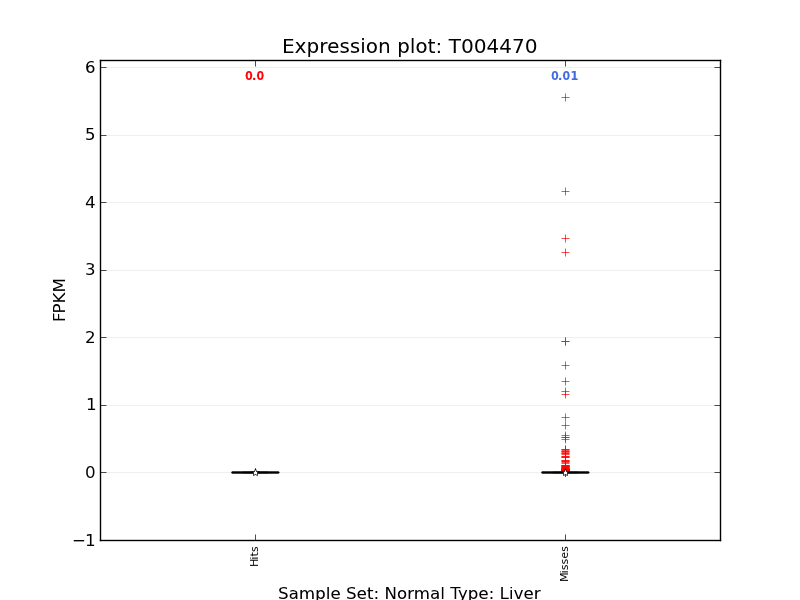 Expression plot: T004470
6
0.0
0.01
5
4
3
FPKM
2
1
0
−1
Hits
Misses
Sample Set: Normal Type: Liver